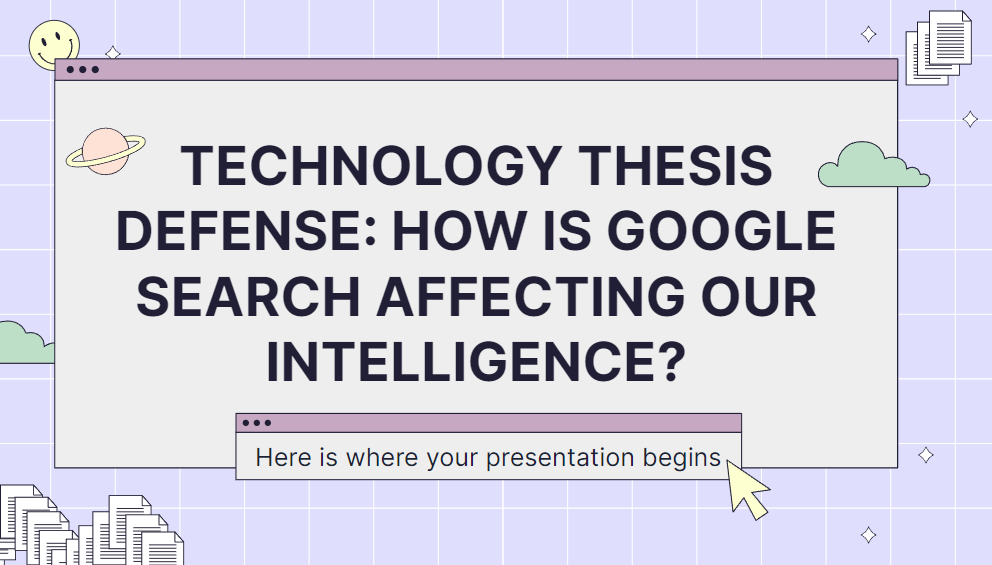 TECHNOLOGY THESIS
DEFENSE: HOW IS GOOGLE
SEARCH AFFECTING OUR
INTELLIGENCE?
Here is where your presentation begins